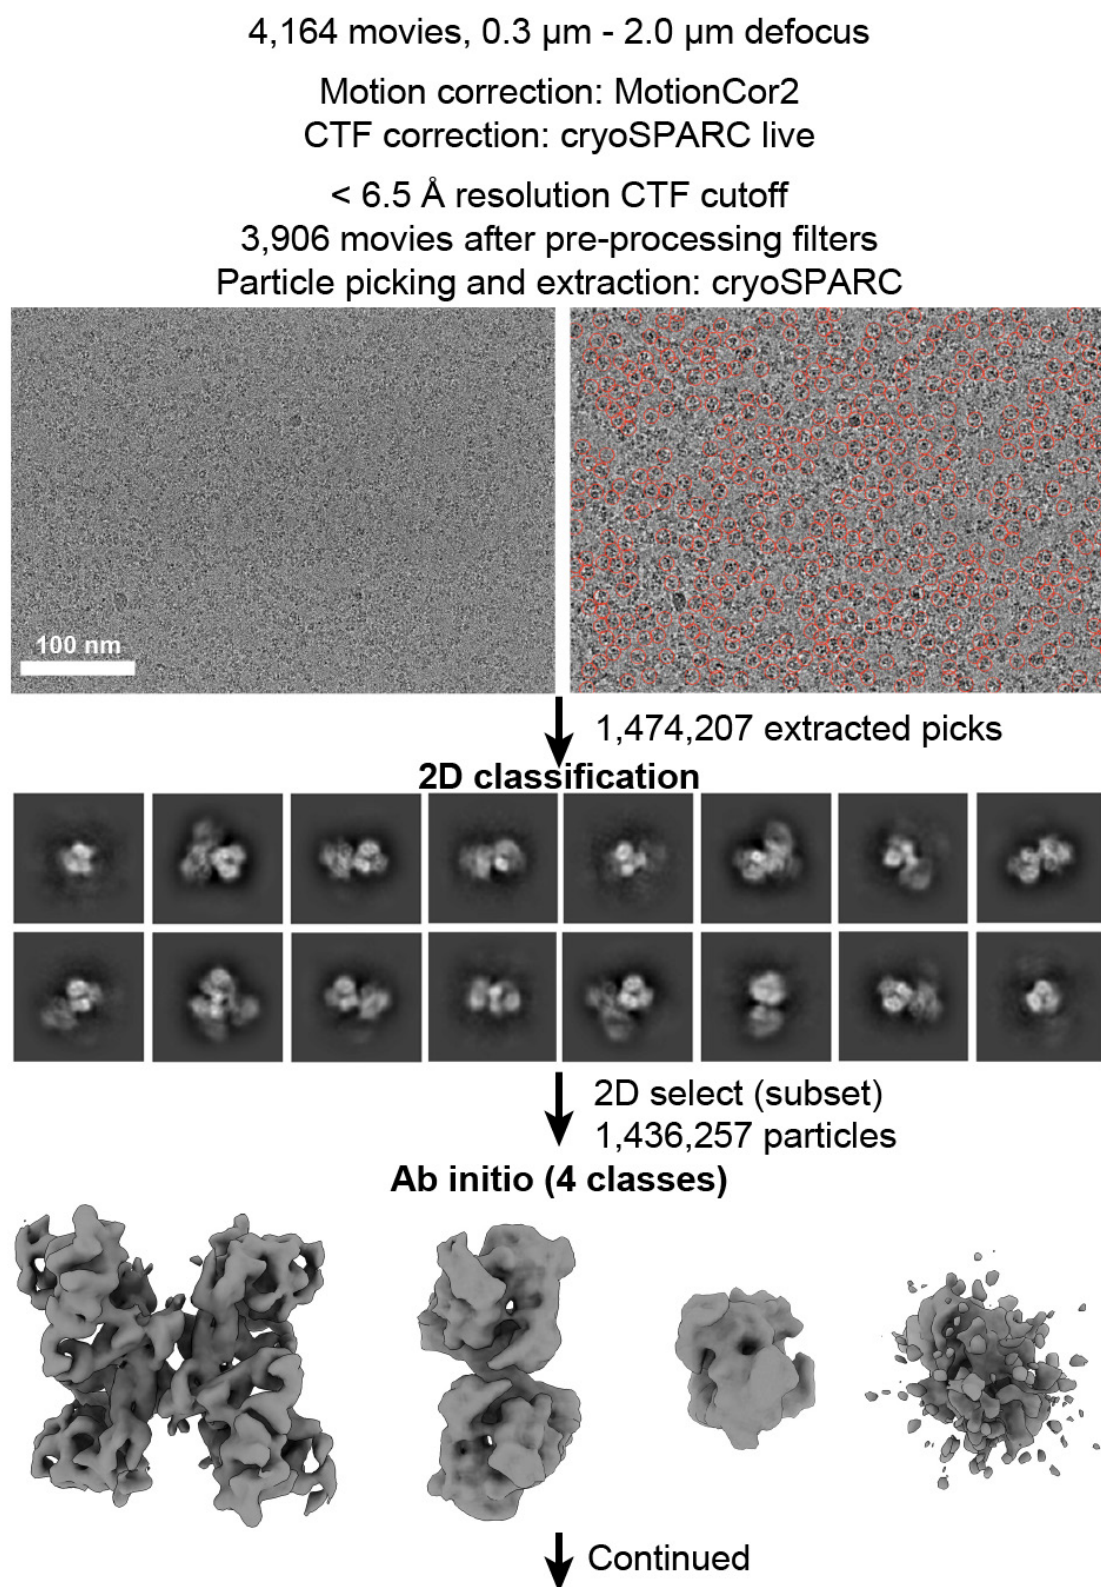 4,164 movies, 0.3 µm - 2.0 µm defocus
Motion correction: MotionCor2
CTF correction: cryoSPARC live
< 6.5 Å resolution CTF cutoff
3,906 movies after pre-processing filters
Particle picking and extraction: cryoSPARC
100 nm
1,474,207 extracted picks
2D classification
2D select (subset)
1,436,257 particles
Ab initio (4 classes)
Continued